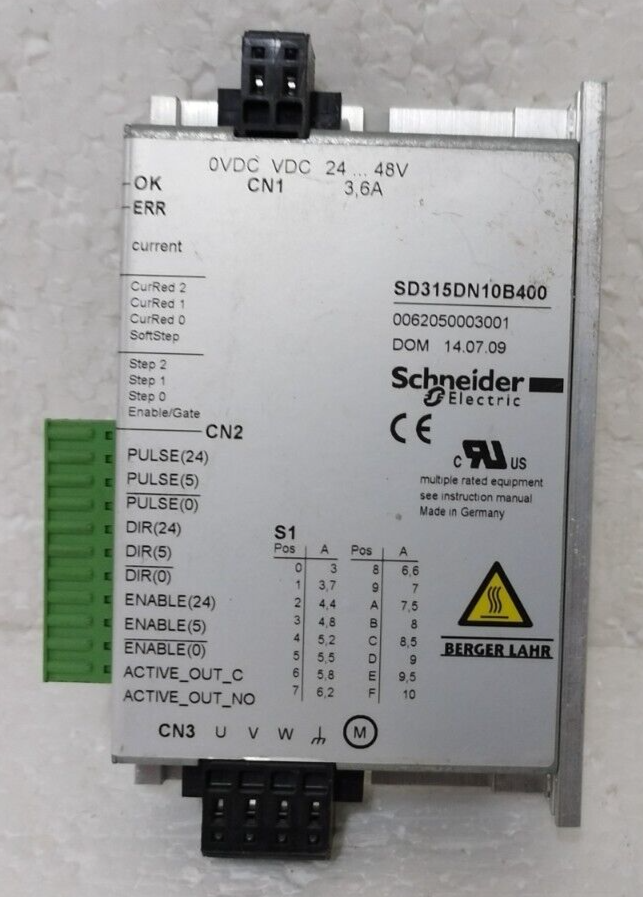 0VDC VDC 24 ... 48V
CN1 3,6A
OK
ERR
current
CurRed 2
CurRed 1
CurRed 0
SoftStep
Step 2
Step 1
Step 0
Enable/Gate
CN2
PULSE(24)
PULSE(5)
PULSE(0)
DIR(24)
DIR(5)
DIR(0)
ENABLE(24)
ENABLE(5)
ENABLE(0)
ACTIVE_OUT_C
ACTIVE_OUT_NO
SD315DN10B400
0062050003001
DOM 14.07.09
Schneider
Electric
CE
c RU US
multiple rated equipment
see instruction manual
Made in Germany
BERGER LAHR
S1
Pos A Pos A
0 3 8 6,6
1 3,7 9 7
2 4,4 A 7,5
3 4,8 B 8
4 5,2 C 8,5
5 5,5 D 9
6 5,8 E 9,5
7 6,2 F 10
CN3 U V W M